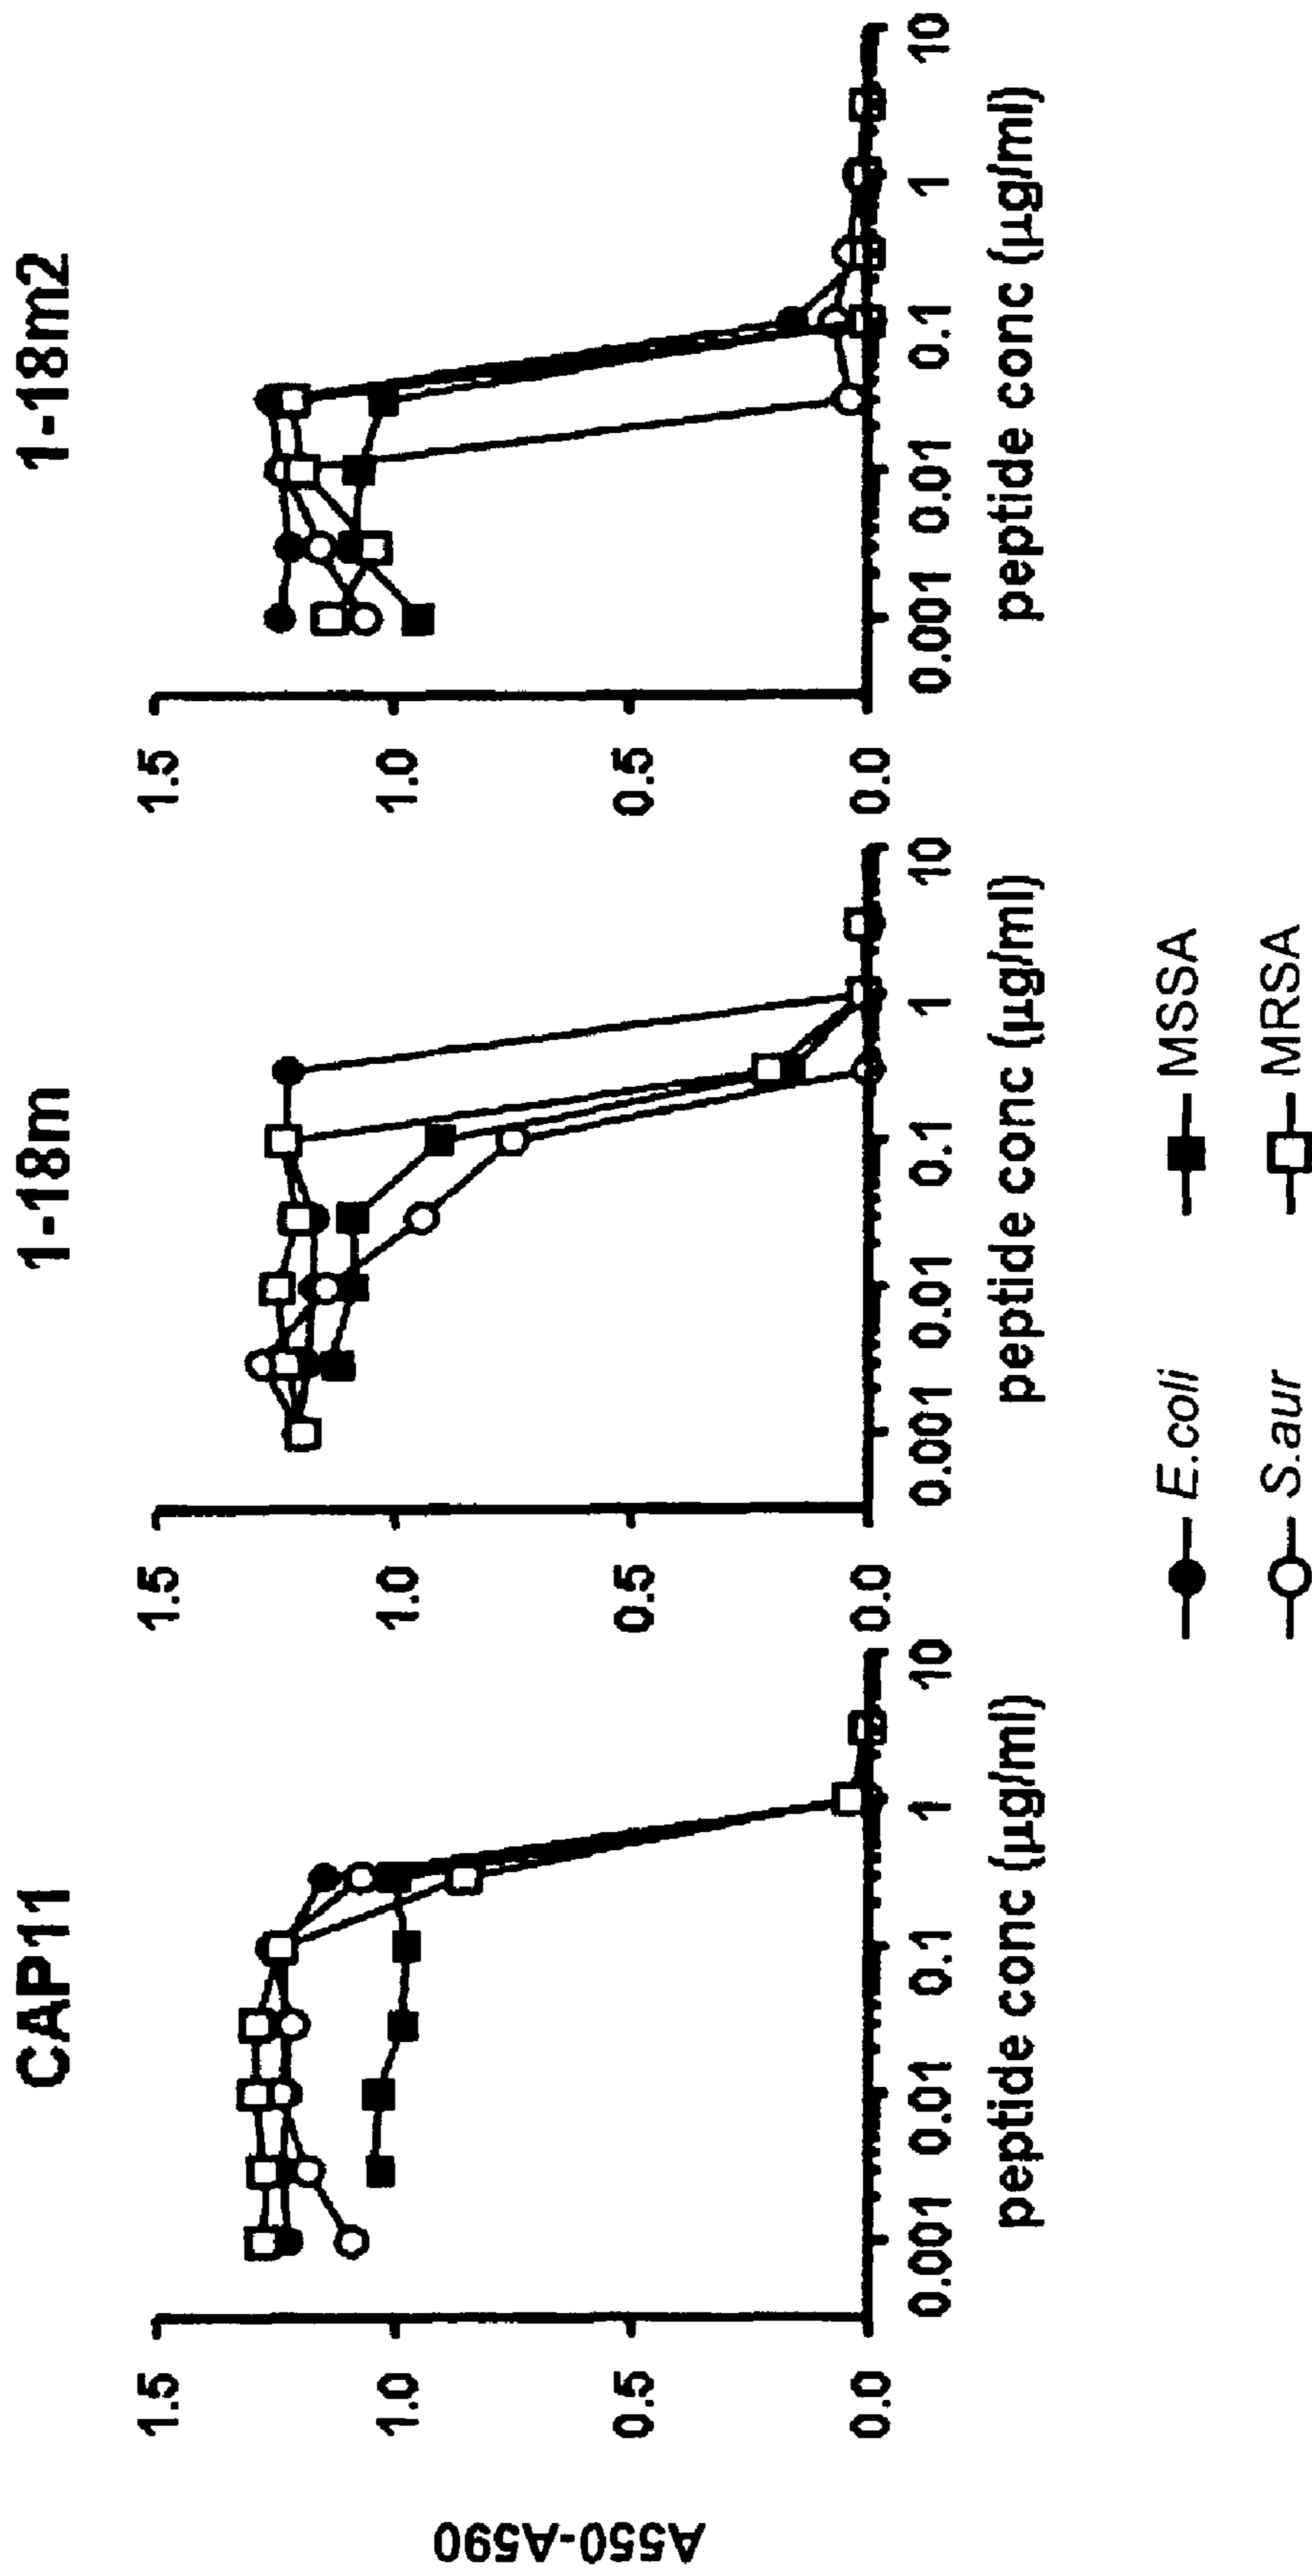 CAP11
1-18m
1-18m2
A550-A590
1.5
1.0
0.5
0.0
0.001 0.01 0.1 1 10
peptide conc (µg/ml)
1.5
1.0
0.5
0.0
0.001 0.01 0.1 1 10
peptide conc (µg/ml)
1.5
1.0
0.5
0.0
0.001 0.01 0.1 1 10
peptide conc (µg/ml)
E.coli MSSA
S.aur MRSA